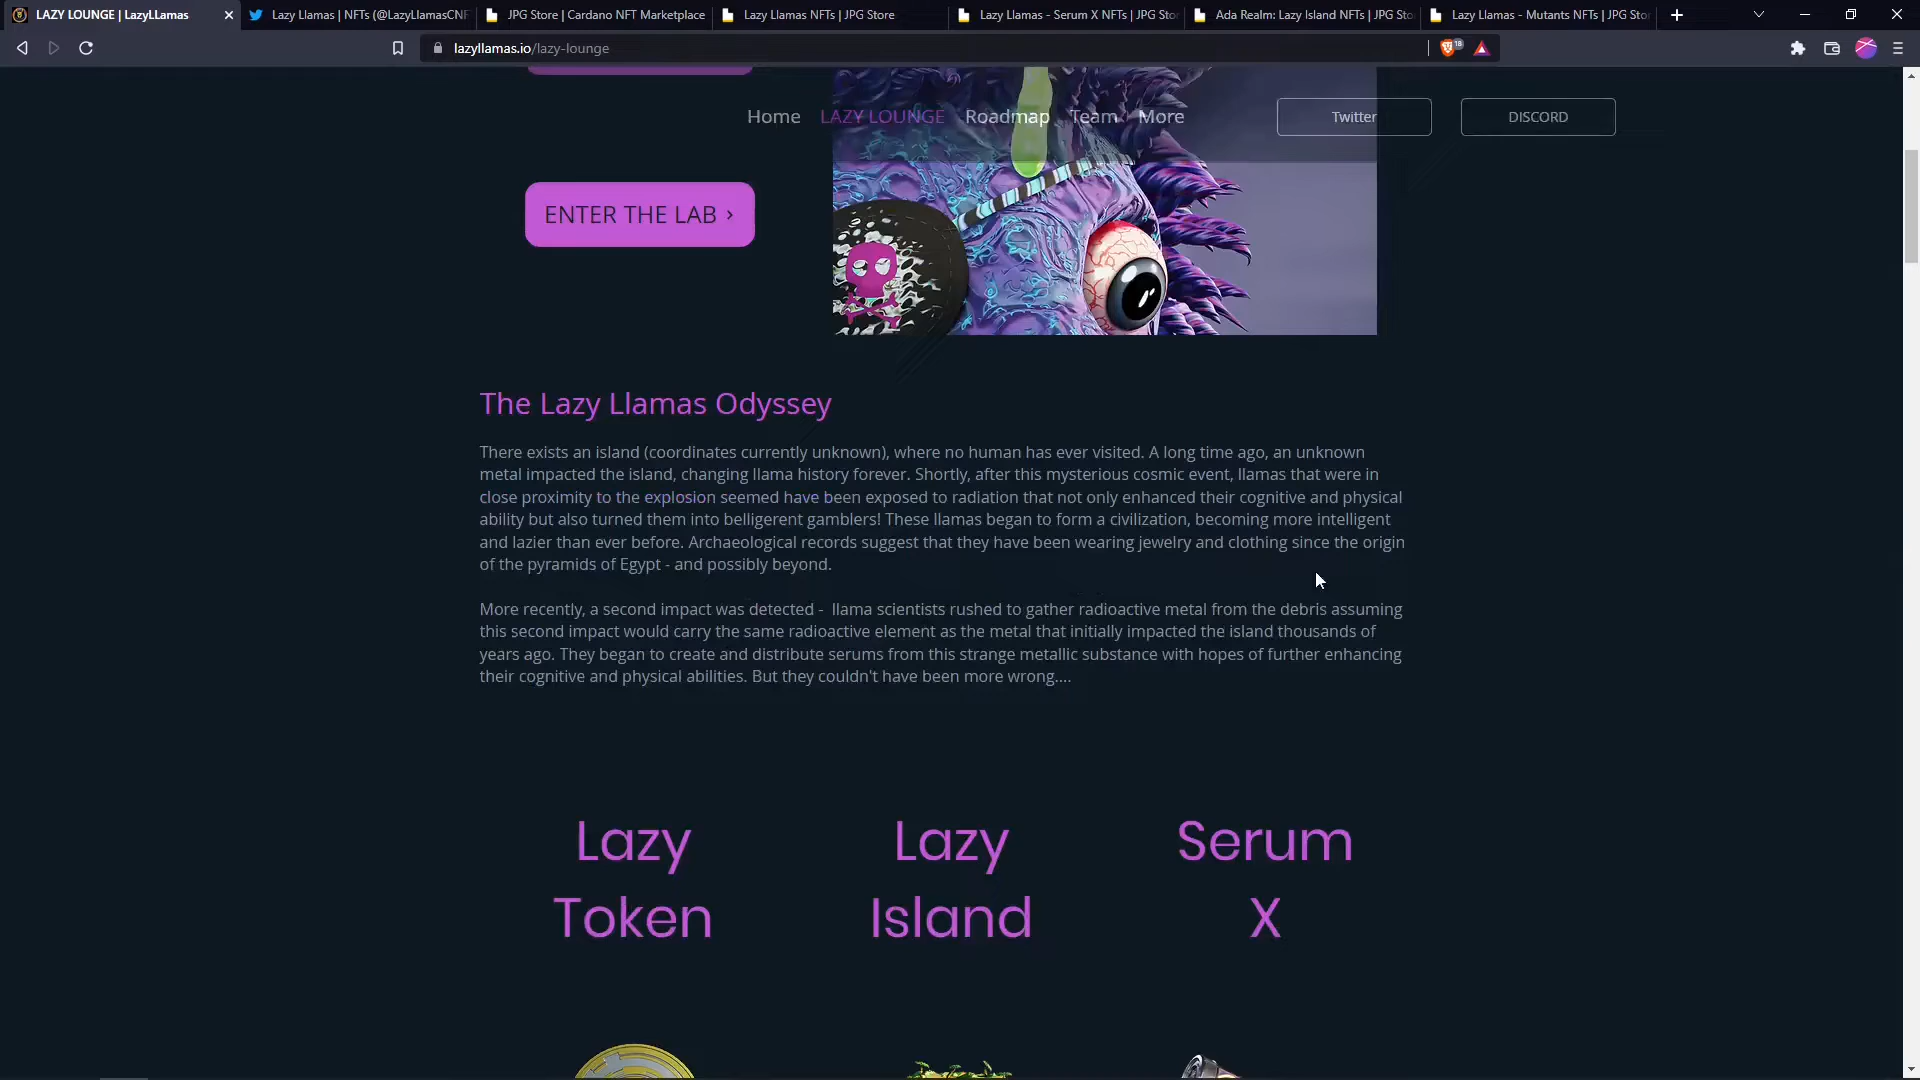 LAZY LOUNGE | LazyLLamas
Lazy Llamas | NFTs (@LazyLlamasCNF
JPG Store | Cardano NFT Marketplace
Lazy Llamas NFTs | JPG Store
Lazy Llamas - Serum X NFTs | JPG Stor
Ada Realm: Lazy Island NFTs | JPG Sto
Lazy Llamas - Mutants NFTs | JPG Stor
lazyllamas.io/lazy-lounge
18
Home
LAZY LOUNGE
Roadmap
Team
More
Twitter
DISCORD
ENTER THE LAB ›
The Lazy Llamas Odyssey
There exists an island (coordinates currently unknown), where no human has ever visited. A long time ago, an unknown
metal impacted the island, changing llama history forever. Shortly, after this mysterious cosmic event, llamas that were in
close proximity to the explosion seemed have been exposed to radiation that not only enhanced their cognitive and physical
ability but also turned them into belligerent gamblers! These llamas began to form a civilization, becoming more intelligent
and lazier than ever before. Archaeological records suggest that they have been wearing jewelry and clothing since the origin
of the pyramids of Egypt - and possibly beyond.
More recently, a second impact was detected -  llama scientists rushed to gather radioactive metal from the debris assuming
this second impact would carry the same radioactive element as the metal that initially impacted the island thousands of
years ago. They began to create and distribute serums from this strange metallic substance with hopes of further enhancing
their cognitive and physical abilities. But they couldn't have been more wrong....
Lazy
Token
Lazy
Island
Serum
X